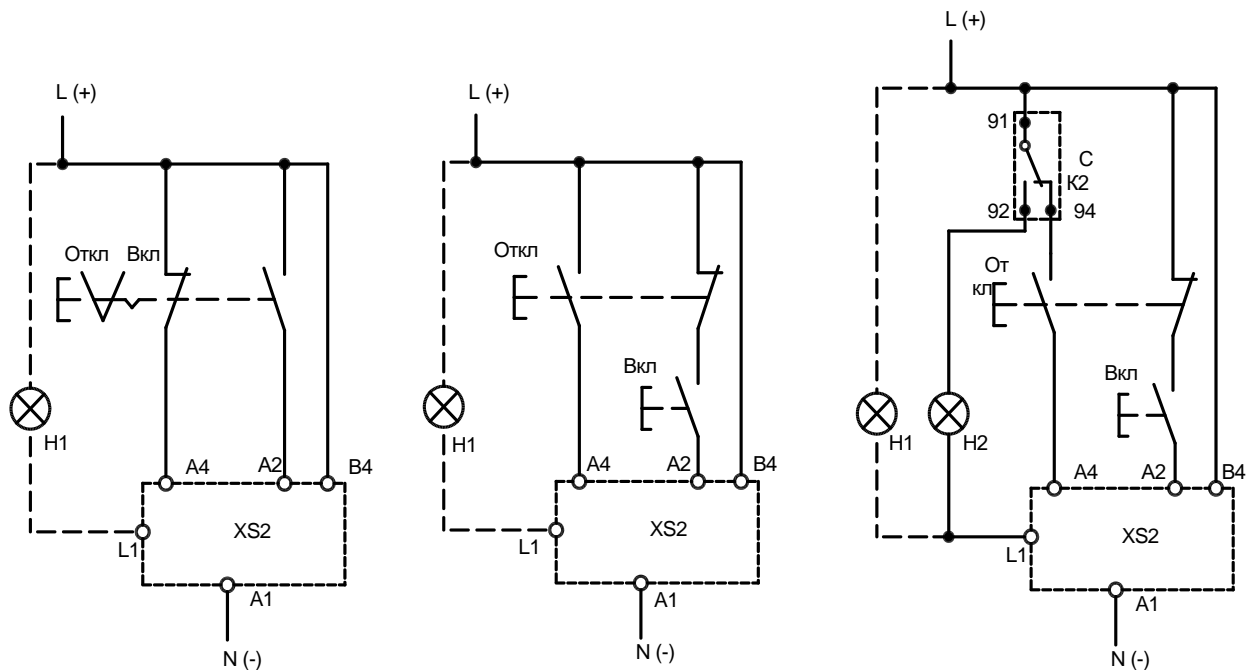 L (+)
Откл
Вкл
H1
A4
A2
B4
L1
XS2
A1
N (-)
L (+)
Откл
Вкл
H1
A4
A2
B4
L1
XS2
A1
N (-)
L (+)
91
С
К2
92
94
От
кл
Вкл
H1
H2
A4
A2
B4
L1
XS2
A1
N (-)